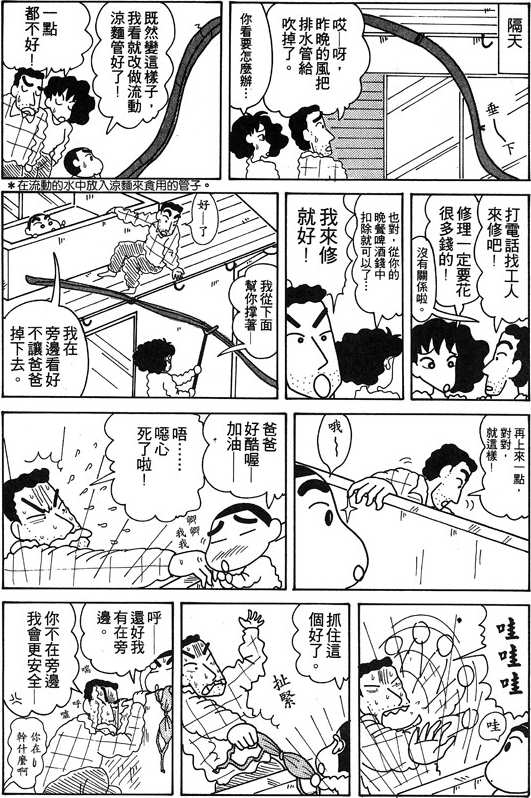 隔天
哎—呀，
昨晚的風把
排水管給
吹掉了。
你看要怎麼辦…
垂～下
既然變這樣子，
我看就改做流動
涼麵管好了！
一點
都不好！
＊在流動的水中放入涼麵來食用的管子。
打電話找工人
來修吧！
修理一定要花
很多錢的！
沒有關係啦。
也對，從你的
晚餐啤酒錢中
扣除就可以了…
我來修
就好！
好—了
我從下面
幫你撐著
我在
旁邊看好
不讓爸爸
掉下去。
再上來一點，
對對，
就這樣！
哦～
爸爸
好酷喔—
加油
唧唧
我我
唔……
噁心
死了啦！
哇哇哇
哇
抓住這
個好了。
扯緊
呼—
還好我
有在旁
邊。
呼
噓
你不在旁邊
我會更安全—
你在
幹什麼啊